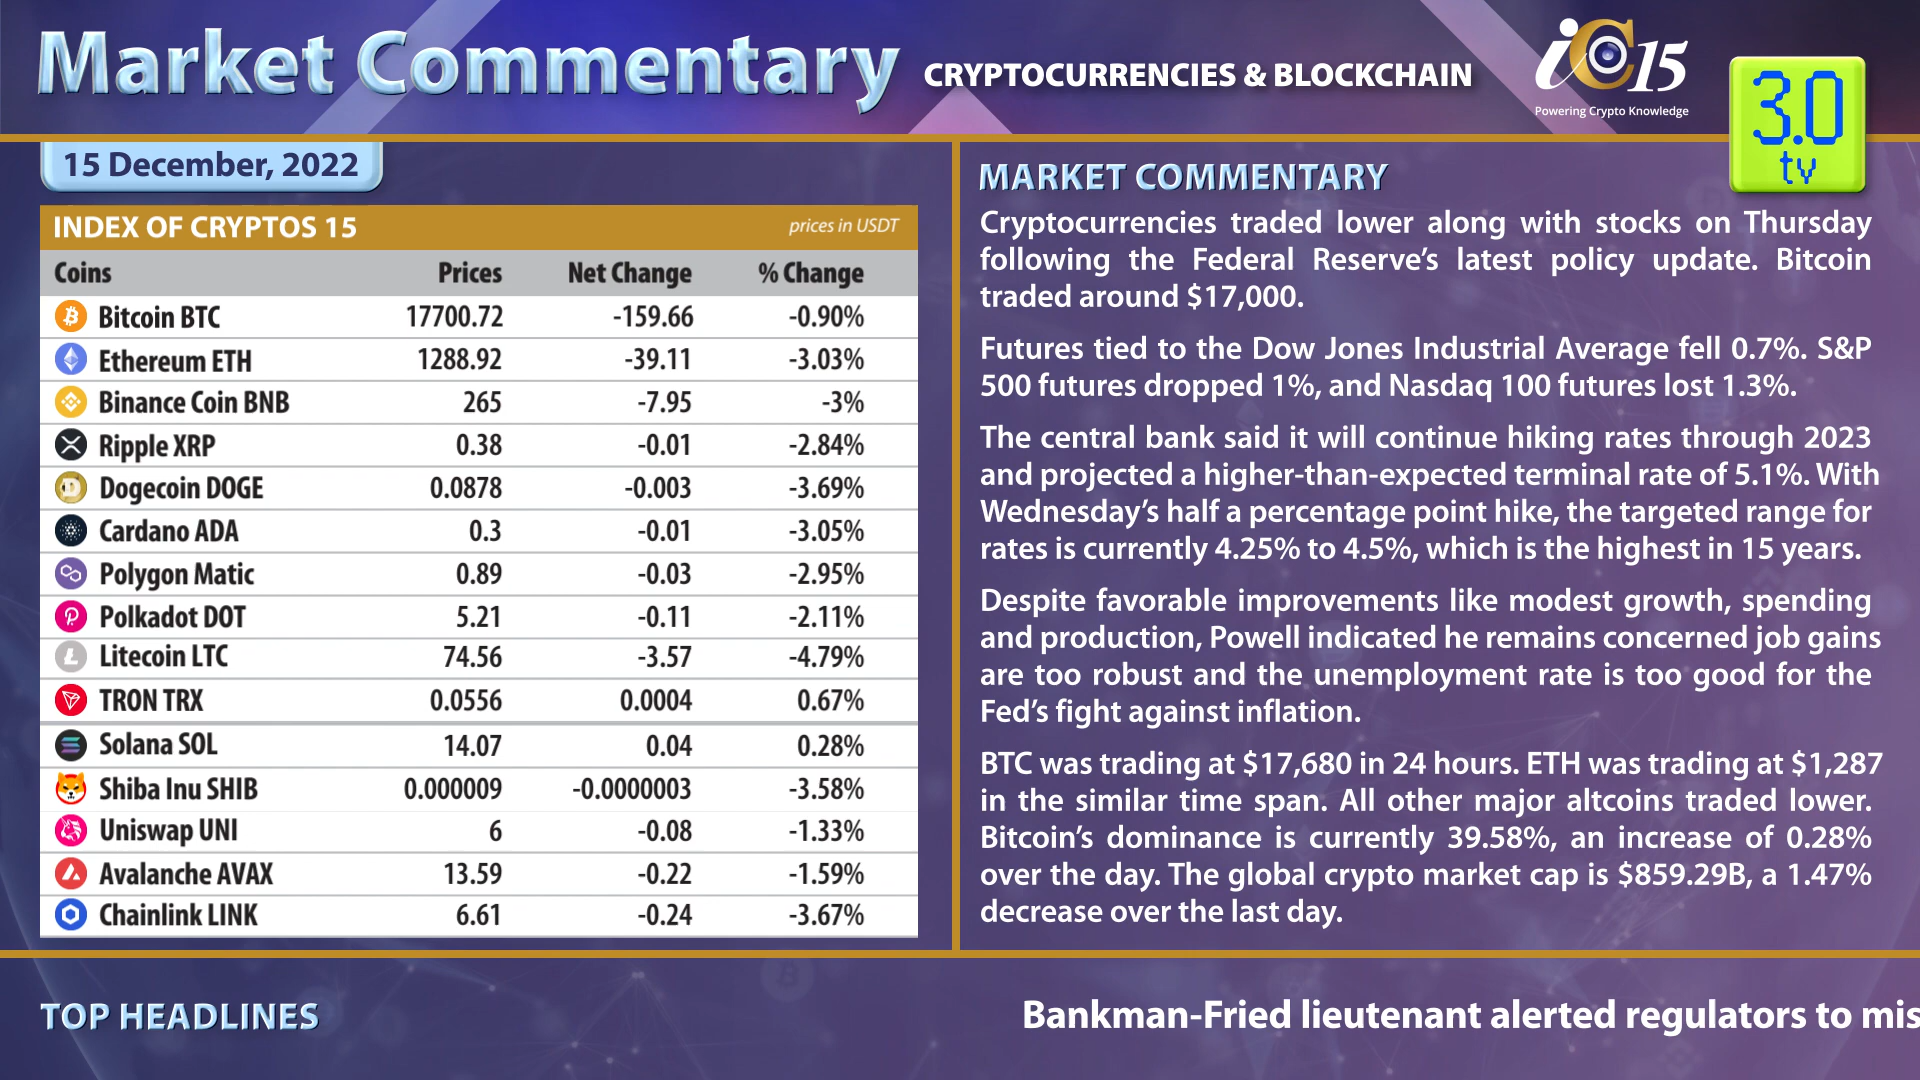 Market Commentary CRYPTOCURRENCIES & BLOCKCHAIN
iC15
Powering Crypto Knowledge
3.0
tv
15 December, 2022
INDEX OF CRYPTOS 15 prices in USDT
Coins Prices Net Change % Change
Bitcoin BTC 17700.72 -159.66 -0.90%
Ethereum ETH 1288.92 -39.11 -3.03%
Binance Coin BNB 265 -7.95 -3%
Ripple XRP 0.38 -0.01 -2.84%
Dogecoin DOGE 0.0878 -0.003 -3.69%
Cardano ADA 0.3 -0.01 -3.05%
Polygon Matic 0.89 -0.03 -2.95%
Polkadot DOT 5.21 -0.11 -2.11%
Litecoin LTC 74.56 -3.57 -4.79%
TRON TRX 0.0556 0.0004 0.67%
Solana SOL 14.07 0.04 0.28%
Shiba Inu SHIB 0.000009 -0.0000003 -3.58%
Uniswap UNI 6 -0.08 -1.33%
Avalanche AVAX 13.59 -0.22 -1.59%
Chainlink LINK 6.61 -0.24 -3.67%
MARKET COMMENTARY
Cryptocurrencies traded lower along with stocks on Thursday
following the Federal Reserve's latest policy update. Bitcoin
traded around $17,000.
Futures tied to the Dow Jones Industrial Average fell 0.7%. S&P
500 futures dropped 1%, and Nasdaq 100 futures lost 1.3%.
The central bank said it will continue hiking rates through 2023
and projected a higher-than-expected terminal rate of 5.1%. With
Wednesday's half a percentage point hike, the targeted range for
rates is currently 4.25% to 4.5%, which is the highest in 15 years.
Despite favorable improvements like modest growth, spending
and production, Powell indicated he remains concerned job gains
are too robust and the unemployment rate is too good for the
Fed's fight against inflation.
BTC was trading at $17,680 in 24 hours. ETH was trading at $1,287
in the similar time span. All other major altcoins traded lower.
Bitcoin's dominance is currently 39.58%, an increase of 0.28%
over the day. The global crypto market cap is $859.29B, a 1.47%
decrease over the last day.
TOP HEADLINES
Bankman-Fried lieutenant alerted regulators to mis